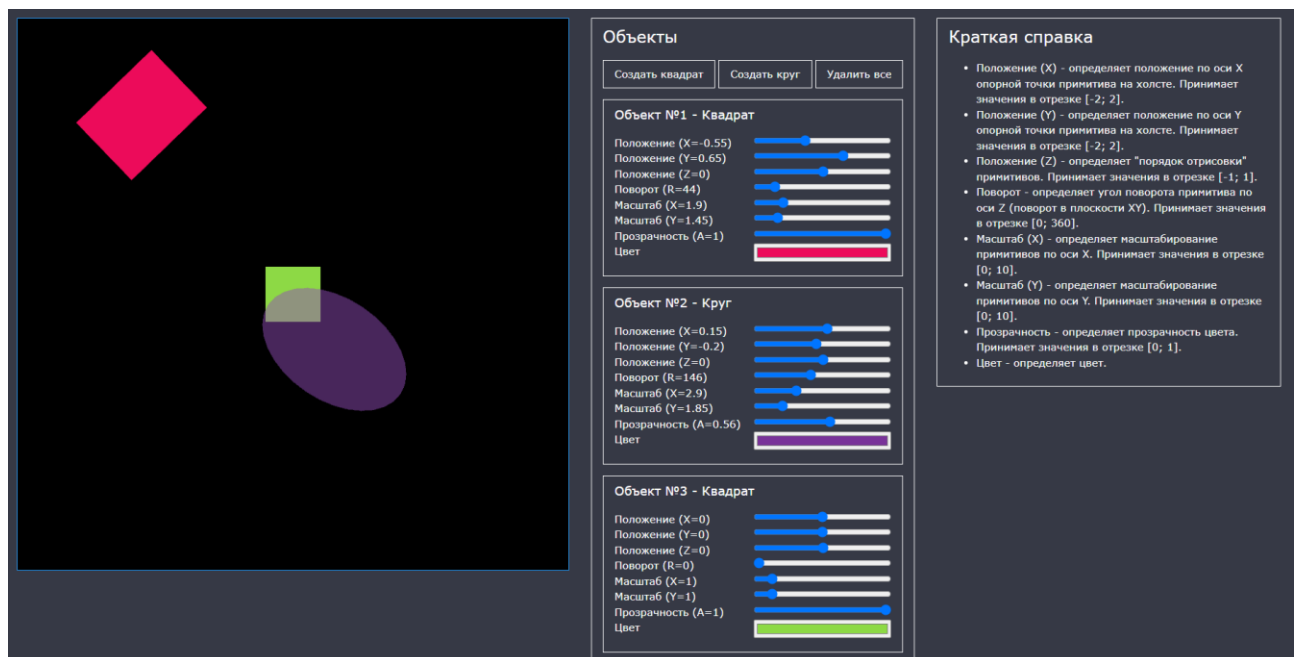 Объекты
Создать квадрат
Создать круг
Удалить все
Объект №1 - Квадрат
Положение (X=-0.55)
Положение (Y=0.65)
Положение (Z=0)
Поворот (R=44)
Масштаб (X=1.9)
Масштаб (Y=1.45)
Прозрачность (A=1)
Цвет
Объект №2 - Круг
Положение (X=0.15)
Положение (Y=-0.2)
Положение (Z=0)
Поворот (R=146)
Масштаб (X=2.9)
Масштаб (Y=1.85)
Прозрачность (A=0.56)
Цвет
Объект №3 - Квадрат
Положение (X=0)
Положение (Y=0)
Положение (Z=0)
Поворот (R=0)
Масштаб (X=1)
Масштаб (Y=1)
Прозрачность (A=1)
Цвет
Краткая справка
• Положение (X) - определяет положение по оси X
опорной точки примитива на холсте. Принимает
значения в отрезке [-2; 2].
• Положение (Y) - определяет положение по оси Y
опорной точки примитива на холсте. Принимает
значения в отрезке [-2; 2].
• Положение (Z) - определяет "порядок отрисовки"
примитивов. Принимает значения в отрезке [-1; 1].
• Поворот - определяет угол поворота примитива по
оси Z (поворот в плоскости XY). Принимает значения
в отрезке [0; 360].
• Масштаб (X) - определяет масштабирование
примитивов по оси X. Принимает значения в отрезке
[0; 10].
• Масштаб (Y) - определяет масштабирование
примитивов по оси Y. Принимает значения в отрезке
[0; 10].
• Прозрачность - определяет прозрачность цвета.
Принимает значения в отрезке [0; 1].
• Цвет - определяет цвет.